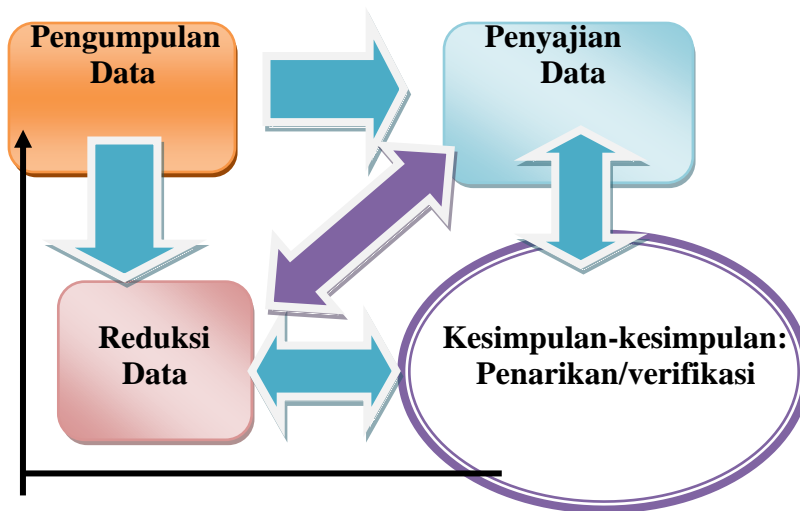 Pengumpulan
Data
Penyajian
Data
Reduksi
Data
Kesimpulan-kesimpulan:
Penarikan/verifikasi